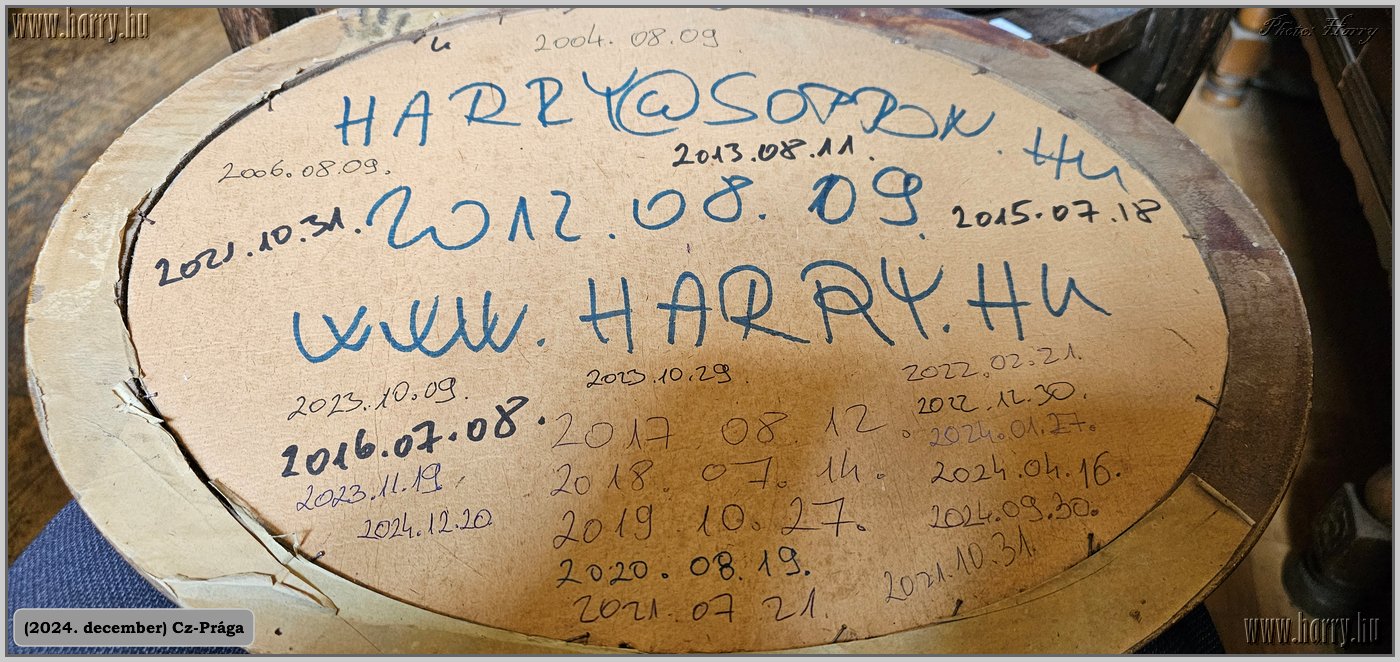 www.harry.hu
Photo: Harry
2004. 08.09.
HARRY@SOPRON.HU
2006.08.09.
2013.08.11.
2012.08.09.
2015.07.18
2021.10.31.
www.HARRY.Hu
2023.10.09.
2023.10.29.
2022.02.21.
2022.12.30.
2016.07.08.
2017 08. 12.
2024.01.27.
2023.11.19.
2018. 07. 14.
2024.04.16.
2024.12.20
2019 10. 27.
2024.09.30.
2020. 08.19.
2021.10.31.
2021. 07 21.
(2024. december) Cz-Prága
www.harry.hu